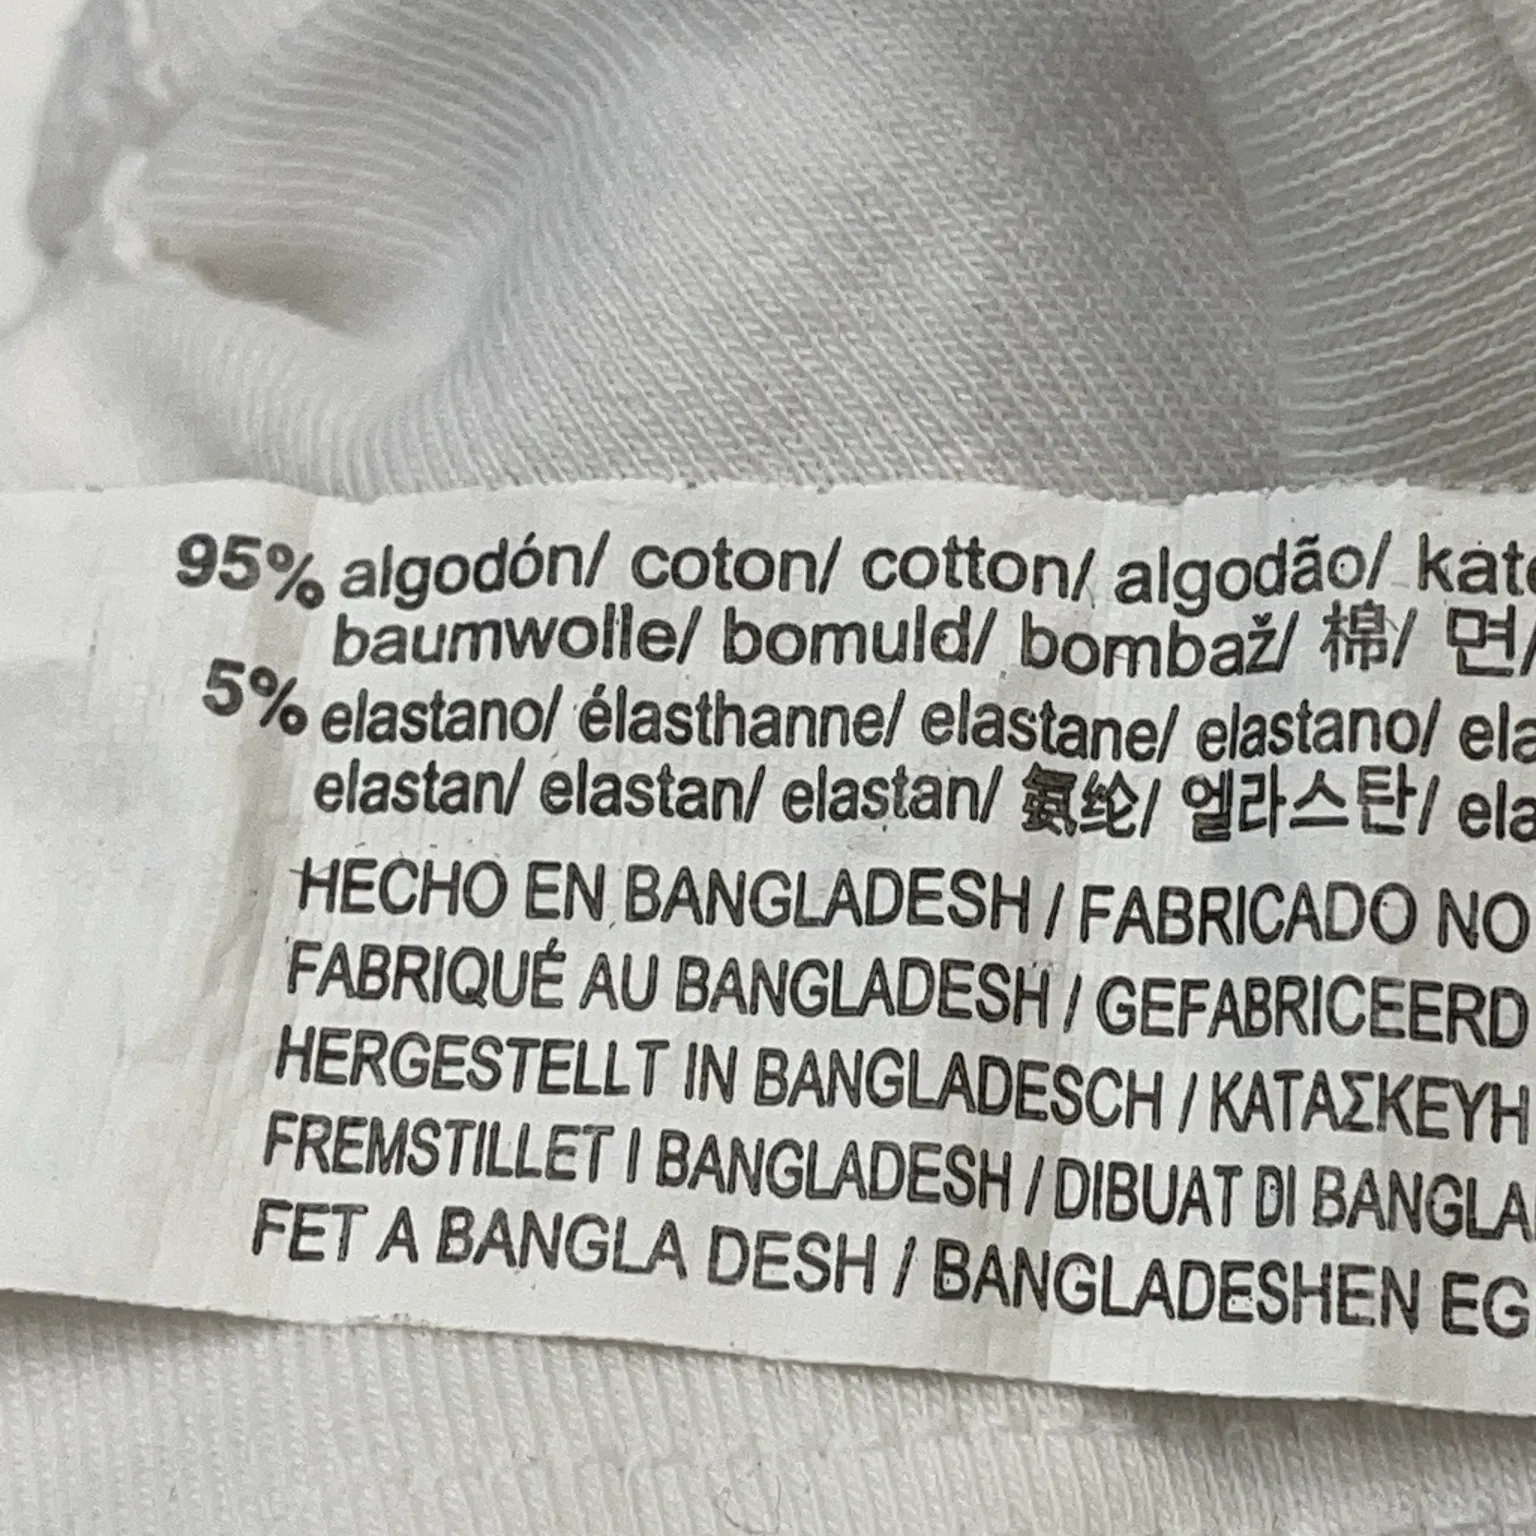 95% algodón/ coton/ cotton/ algodão/
baumwolle/ bomuld/ bombaž/ 棉/ 면/
5% elastano/ élasthanne/ elastane/ elastano/
elastan/ elastan/ elastan/ 氨纶/ 엘라스탄/
HECHO EN BANGLADESH / FABRICADO NO
FABRIQUÉ AU BANGLADESH / GEFABRICEERD
HERGESTELLT IN BANGLADESCH /
FREMSTILLET I BANGLADESH / DIBUAT DI
FET A BANGLA DESH / BANGLADESHEN